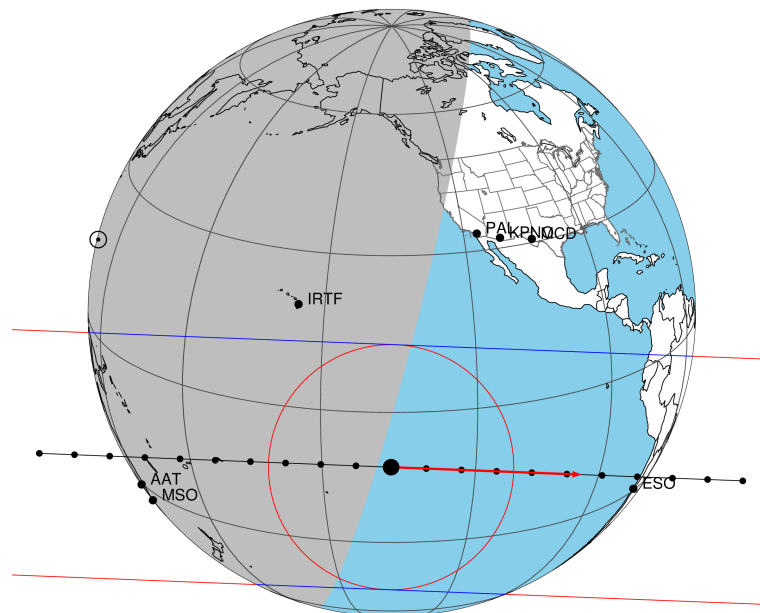 PAL
KPNO
MCD
IRTF
AAT
MSO
ESO